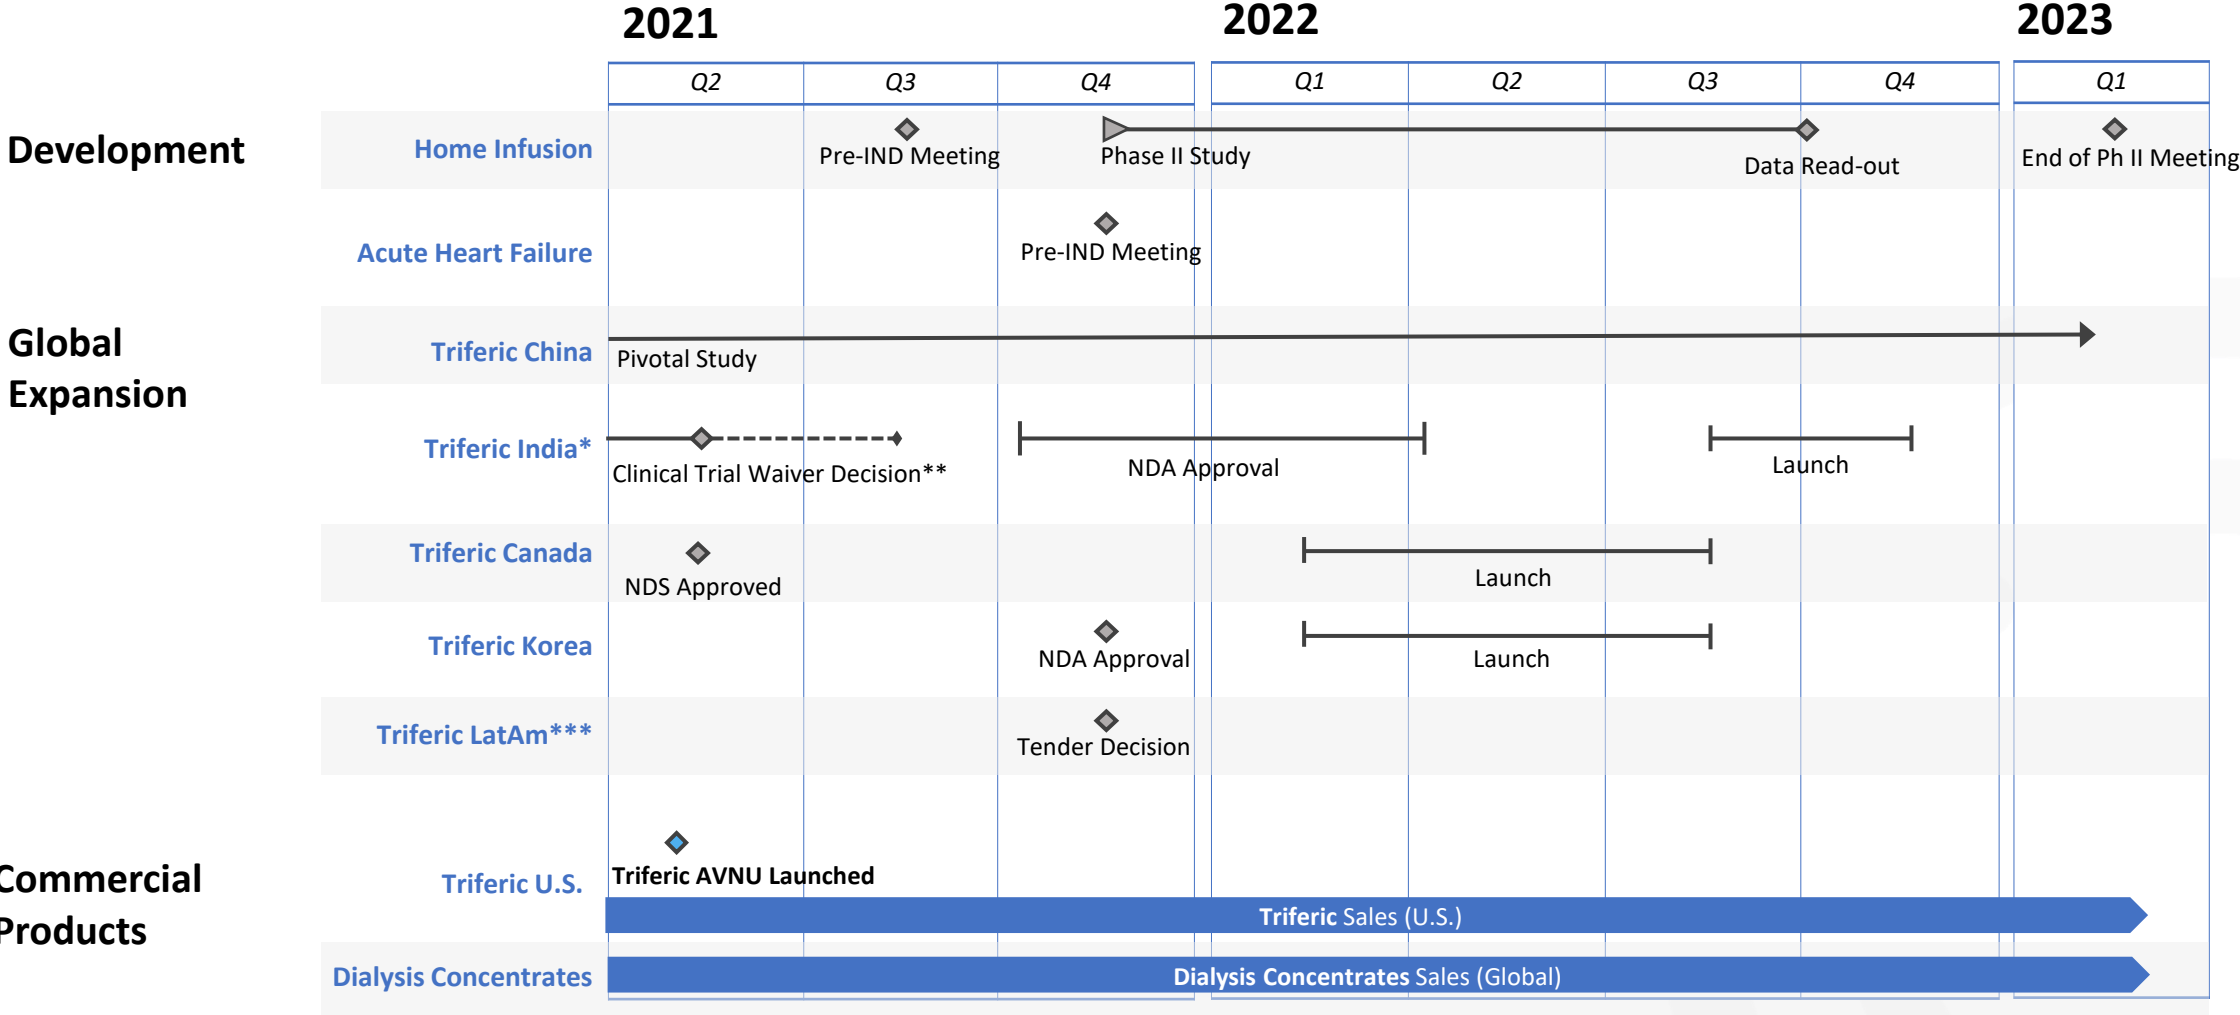 2021
2022
2023
Q2
Q3
Q4
Q1
Q2
Q3
Q4
Q1
Development
Home Infusion
Pre-IND Meeting
Phase II Study
Data Read-out
End of Ph II Meeting
Acute Heart Failure
Pre-IND Meeting
Global
Expansion
Triferic China
Pivotal Study
Triferic India*
Clinical Trial Waiver Decision**
NDA Approval
Launch
Triferic Canada
NDS Approved
Launch
Triferic Korea
NDA Approval
Launch
Triferic LatAm***
Tender Decision
Commercial
Products
Triferic U.S.
Triferic AVNU Launched
Triferic Sales (U.S.)
Dialysis Concentrates
Dialysis Concentrates Sales (Global)